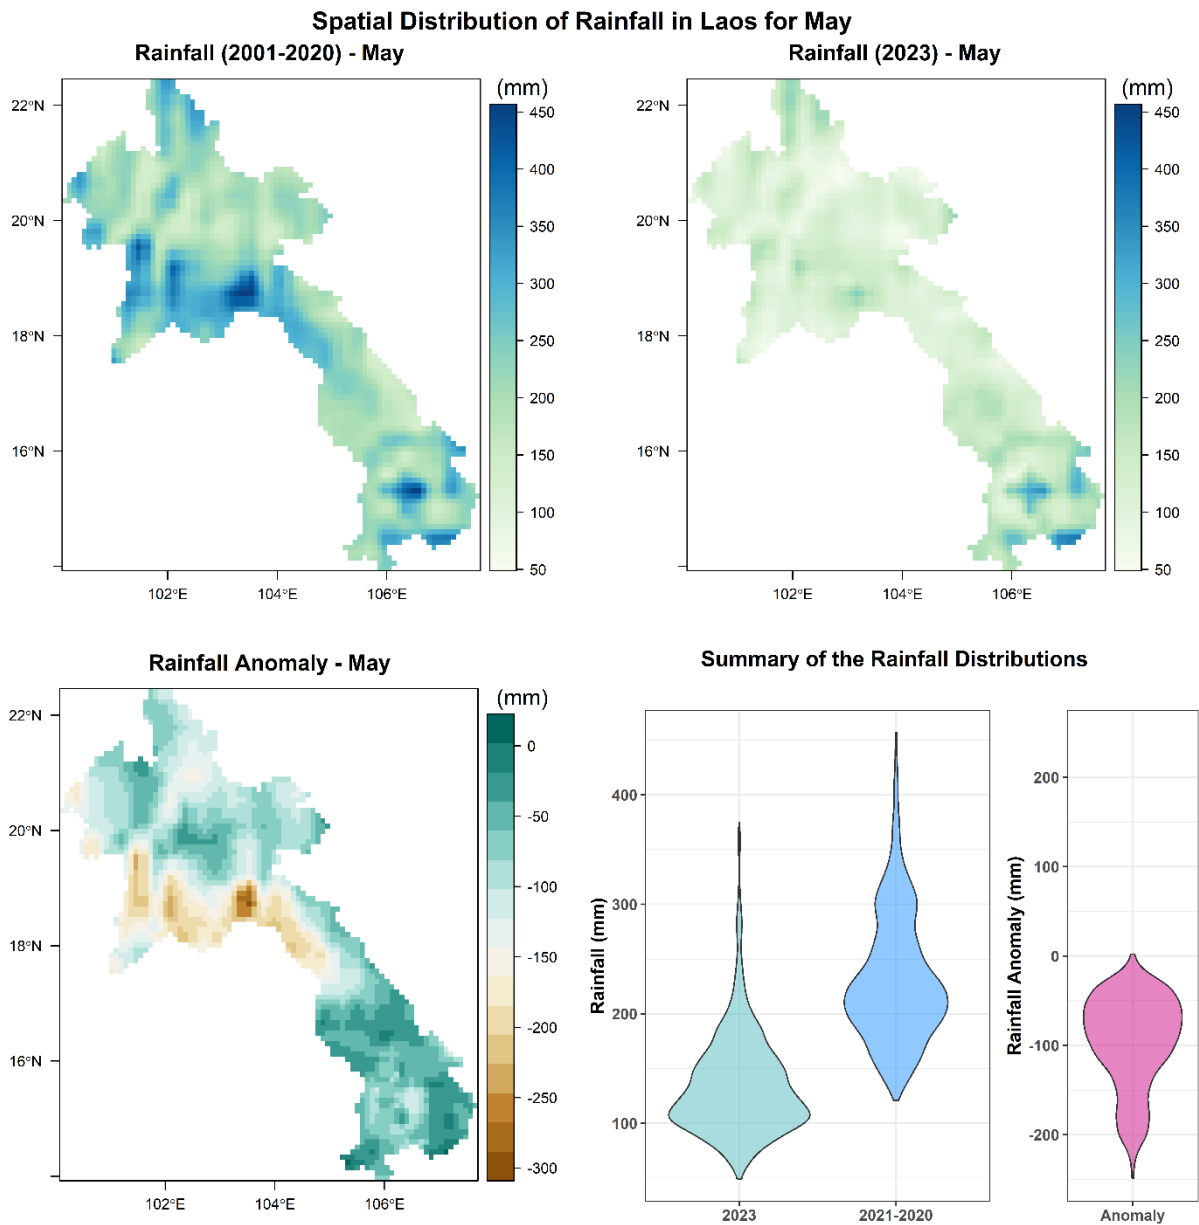 Spatial Distribution of Rainfall in Laos for May
Rainfall (2001-2020) - May
(mm)
22°N
20°N
18°N
16°N
102°E
104°E
106°E
450
400
350
300
250
200
150
100
50
Rainfall (2023) - May
(mm)
22°N
20°N
18°N
16°N
102°E
104°E
106°E
450
400
350
300
250
200
150
100
50
Rainfall Anomaly - May
(mm)
22°N
20°N
18°N
16°N
102°E
104°E
106°E
0
-50
-100
-150
-200
-250
-300
Summary of the Rainfall Distributions
Rainfall (mm)
400
300
200
100
2023
2021-2020
Rainfall Anomaly (mm)
200
100
0
-100
-200
Anomaly